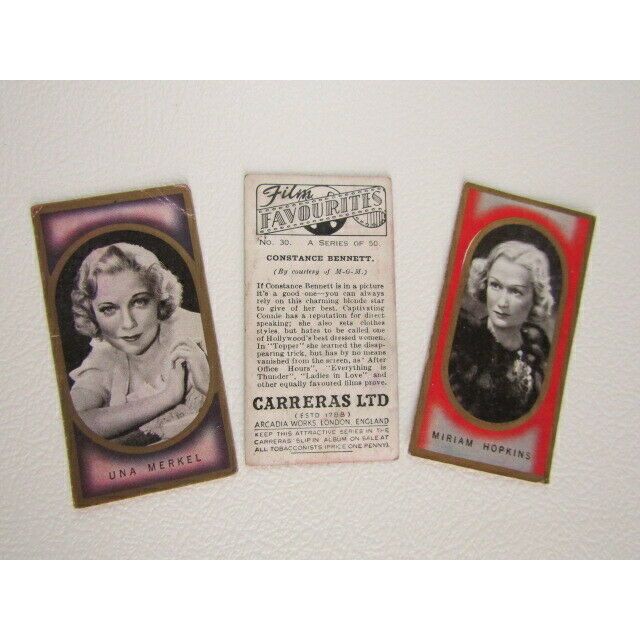 UNA MERKEL
Film
FAVOURITES
No. 30. A SERIES OF 50.
CONSTANCE BENNETT.
(By courtesy of M-G-M.)
If Constance Bennett is in a picture
it's a good one—you can always
rely on this charming blonde star
to give of her best. Captivating
Connie has a reputation for direct
speaking; she also sets clothes
styles, but hates to be called one
of Hollywood's best dressed women.
In "Topper" she learned the disap-
pearing trick, but has by no means
vanished from the screen, as "After
Office Hours", "Everything is
Thunder", "Ladies in Love" and
other equally favoured films prove.
CARRERAS LTD
(ESTD 1788)
ARCADIA WORKS, LONDON, ENGLAND
KEEP THIS ATTRACTIVE SERIES IN THE
CARRERAS "SLIP IN" ALBUM ON SALE AT
ALL TOBACCONISTS (PRICE ONE PENNY).
MIRIAM HOPKINS